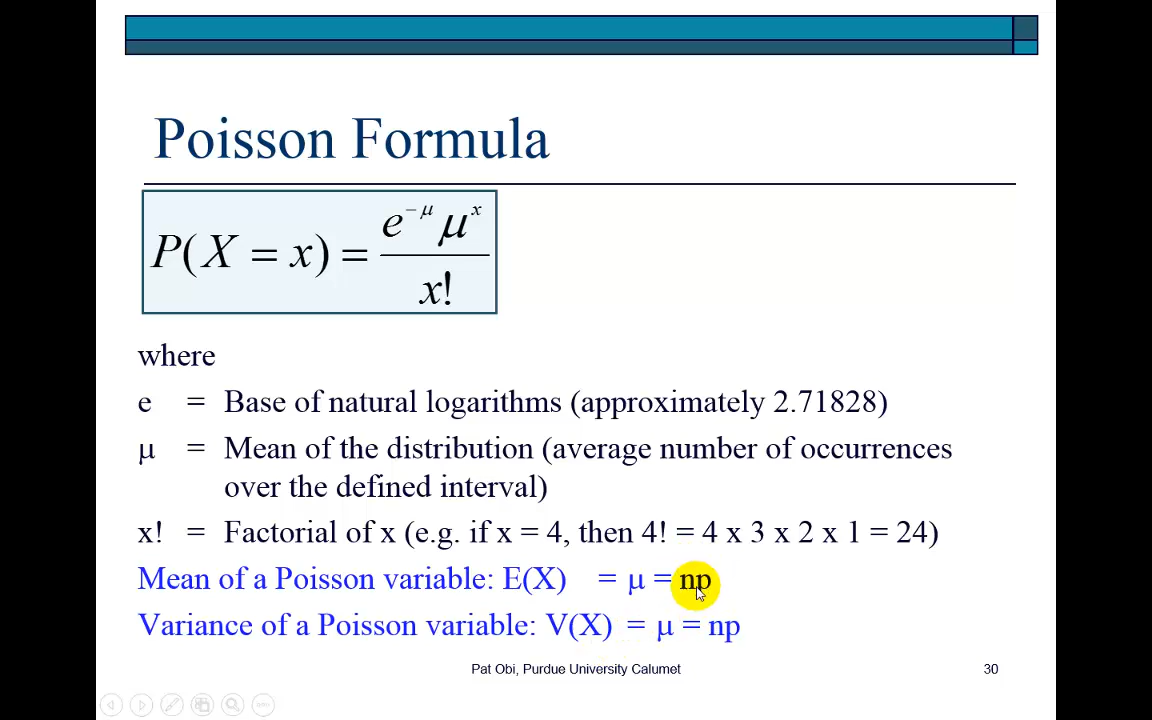 Poisson Formula
P(X = x) = e^{-μ} μ^x / x!
where
e = Base of natural logarithms (approximately 2.71828)
μ = Mean of the distribution (average number of occurrences
over the defined interval)
x! = Factorial of x (e.g. if x = 4, then 4! = 4 x 3 x 2 x 1 = 24)
Mean of a Poisson variable: E(X) = μ = np
Variance of a Poisson variable: V(X) = μ = np
Pat Obi, Purdue University Calumet 30